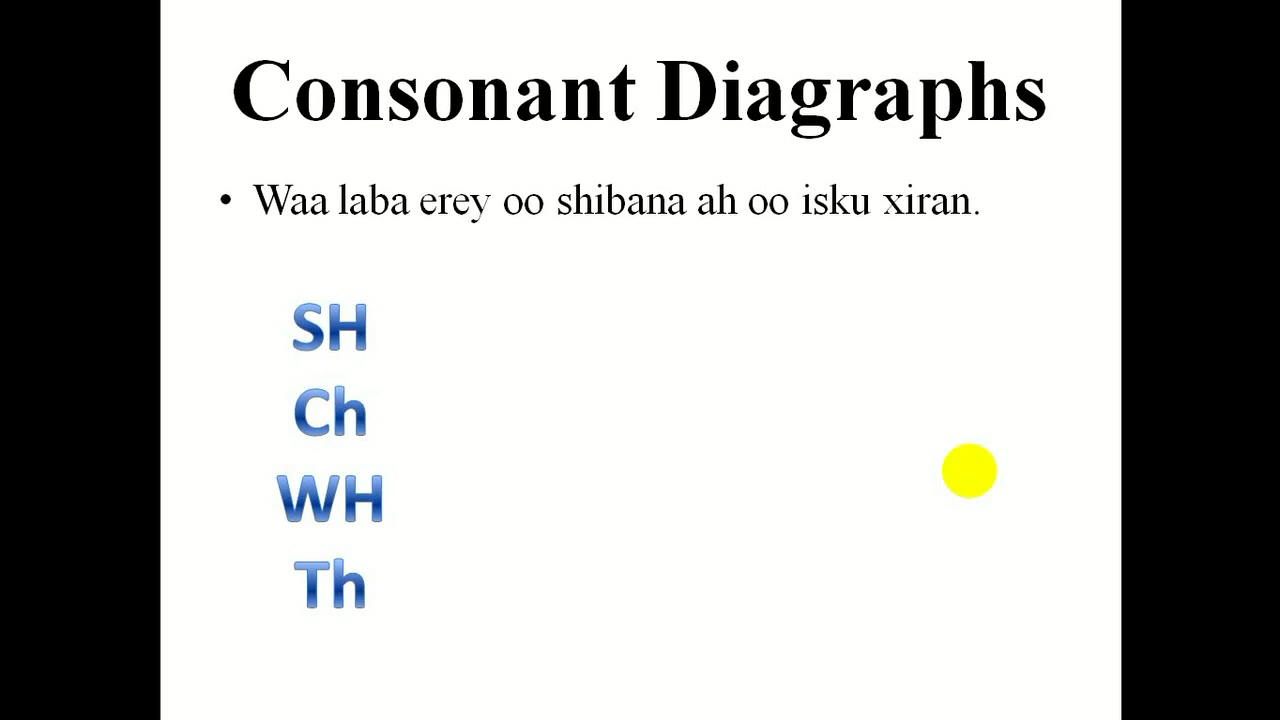 Consonant Diagraphs
• Waa laba erey oo shibana ah oo isku xiran.
SH
Ch
WH
Th